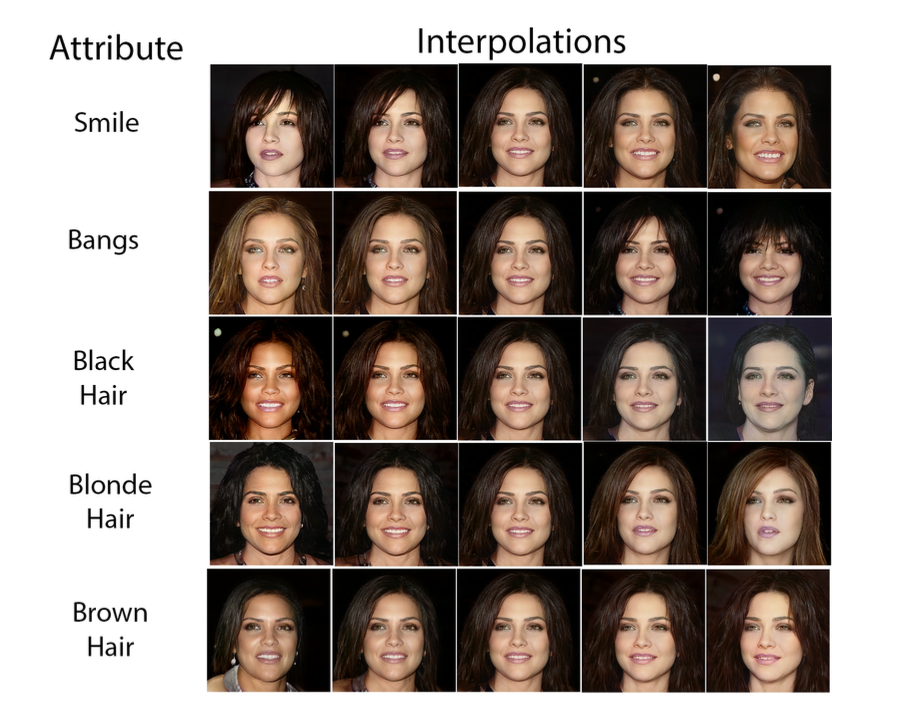 Attribute
Interpolations
Smile
Bangs
Black
Hair
Blonde
Hair
Brown
Hair